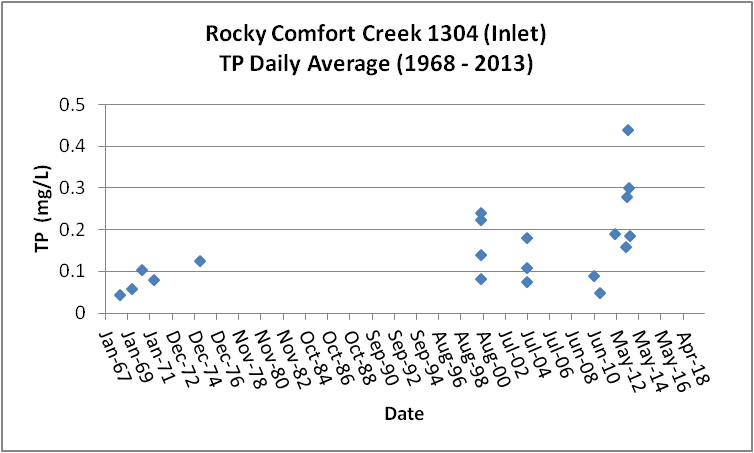 Rocky Comfort Creek 1304 (Inlet)
TP Daily Average (1968 - 2013)
0.5
0.4
0.3
0.2
0.1
0
TP (mg/L)
Jan-67
Jan-69
Jan-71
Dec-72
Dec-74
Dec-76
Nov-78
Nov-80
Nov-82
Oct-84
Oct-86
Oct-88
Sep-90
Sep-92
Sep-94
Aug-96
Aug-98
Aug-00
Jul-02
Jul-04
Jul-06
Jun-08
Jun-10
May-12
May-14
May-16
Apr-18
Date